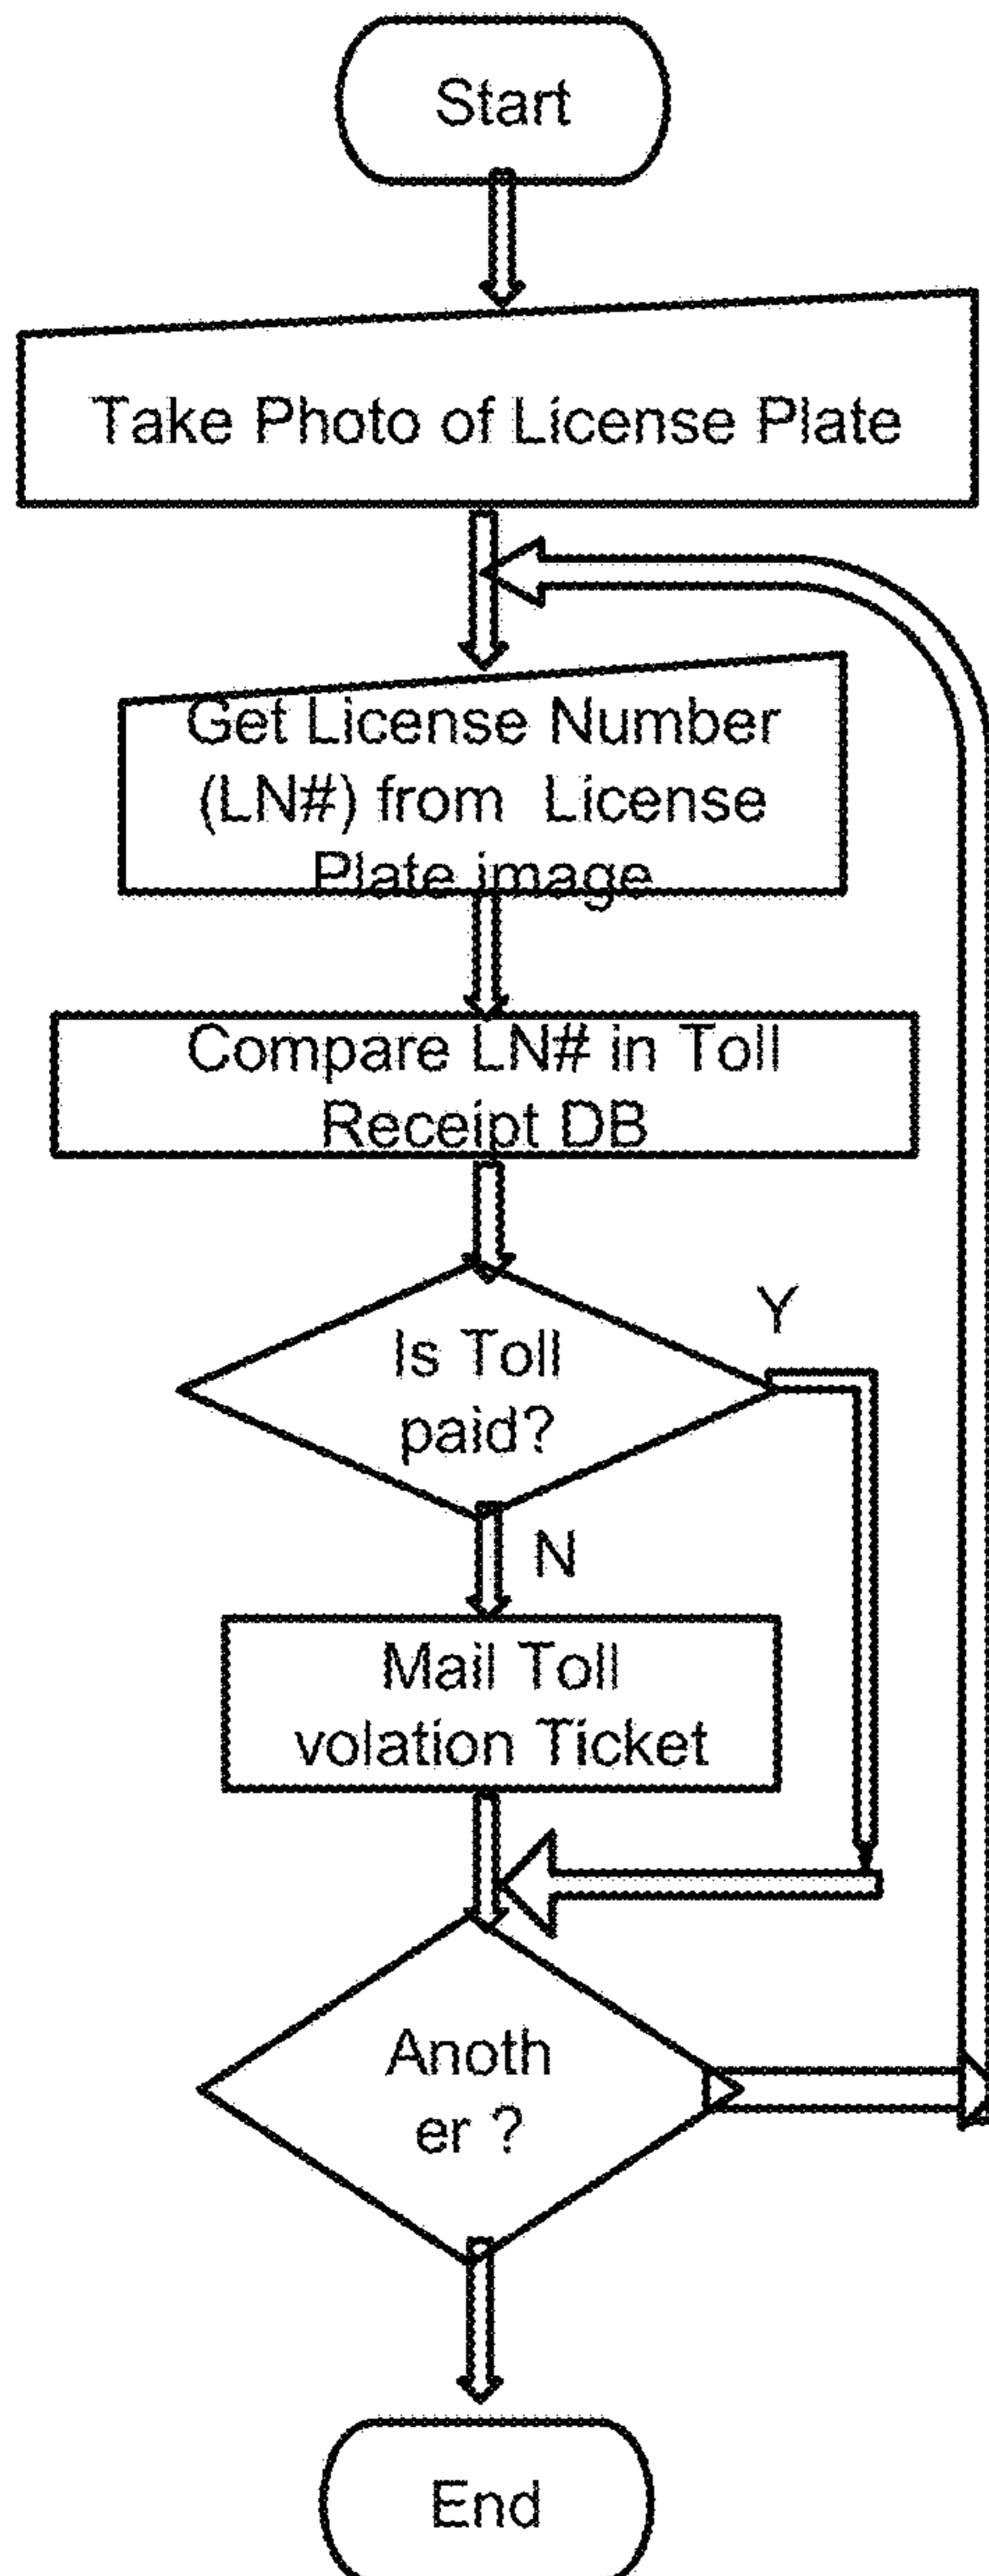 Start
Take Photo of License Plate
Get License Number
(LN#) from License
Plate image
Compare LN# in Toll
Receipt DB
Is Toll
paid?
Y
N
Mail Toll
volation Ticket
Anoth
er ?
End